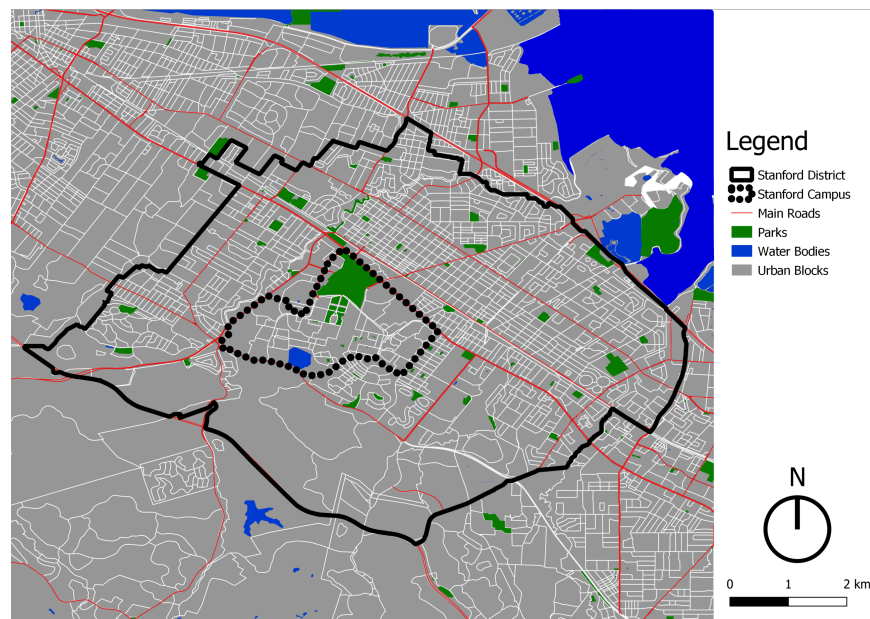 Legend
Stanford District
Stanford Campus
Main Roads
Parks
Water Bodies
Urban Blocks
N
0 1 2 km